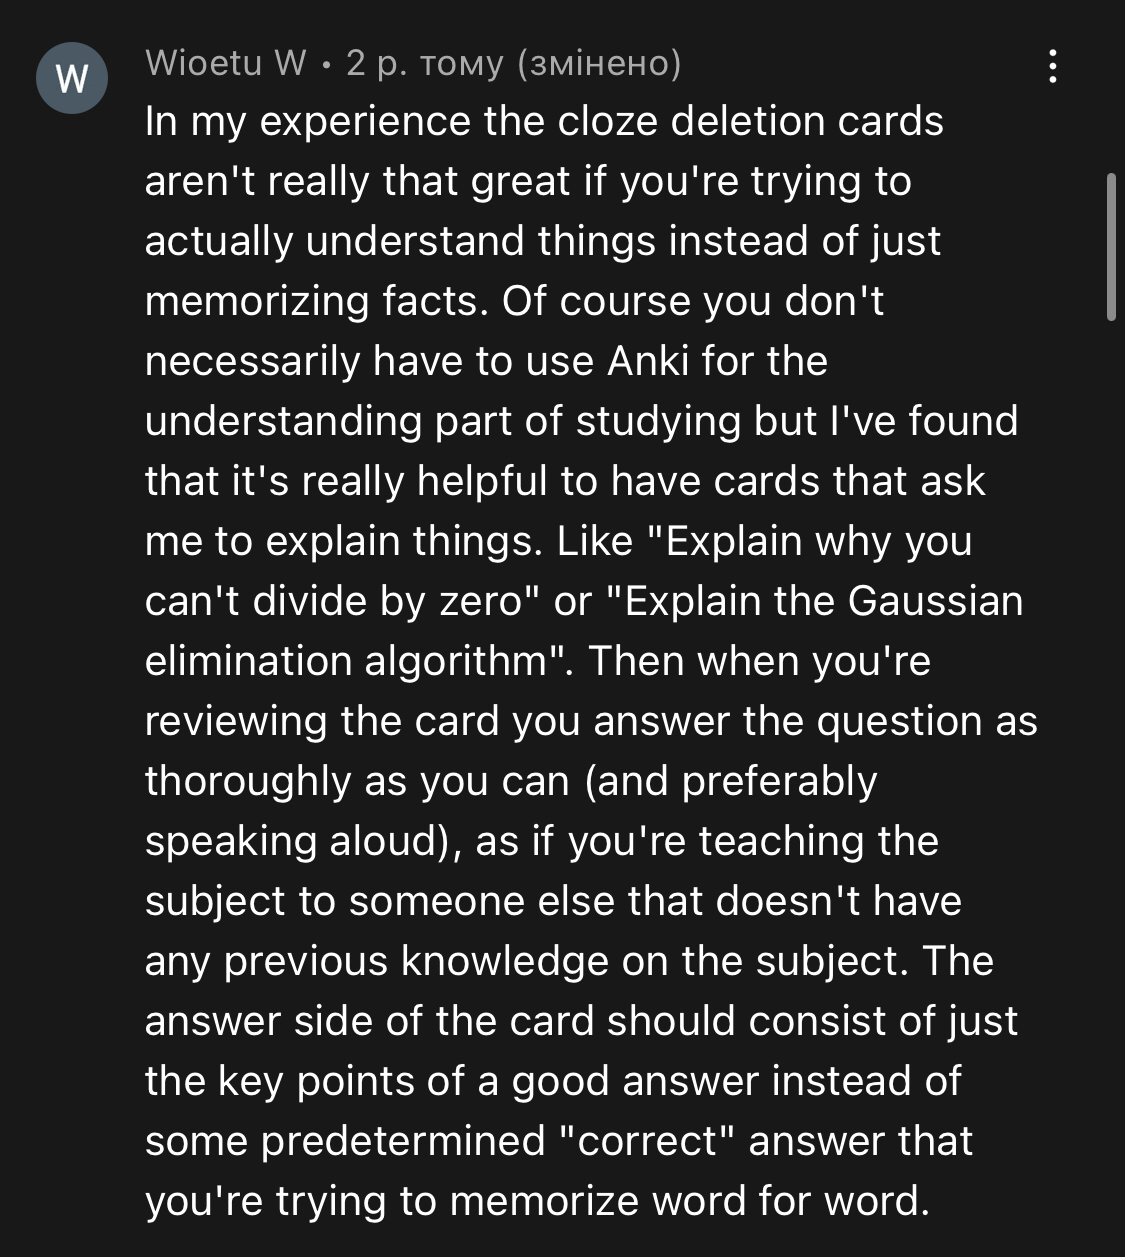 W
Wioetu W • 2 р. тому (змінено)
In my experience the cloze deletion cards
aren't really that great if you're trying to
actually understand things instead of just
memorizing facts. Of course you don't
necessarily have to use Anki for the
understanding part of studying but I've found
that it's really helpful to have cards that ask
me to explain things. Like "Explain why you
can't divide by zero" or "Explain the Gaussian
elimination algorithm". Then when you're
reviewing the card you answer the question as
thoroughly as you can (and preferably
speaking aloud), as if you're teaching the
subject to someone else that doesn't have
any previous knowledge on the subject. The
answer side of the card should consist of just
the key points of a good answer instead of
some predetermined "correct" answer that
you're trying to memorize word for word.